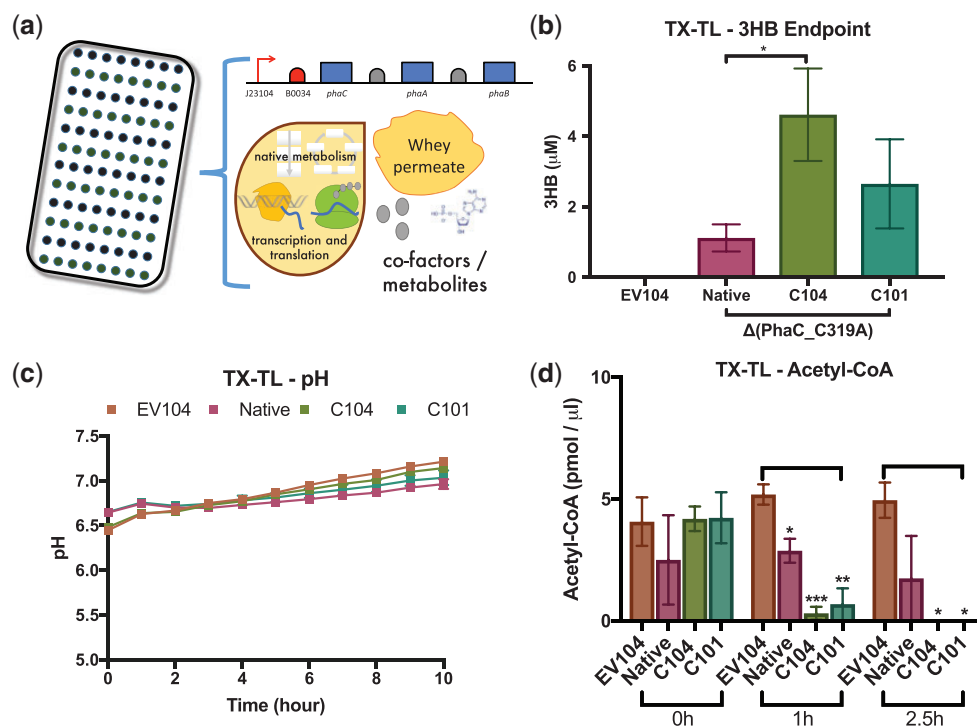 (a)
J23104
B0034
phaC
phaA
phaB
native metabolism
transcription and
translation
Whey
permeate
co-factors /
metabolites
(b)
TX-TL - 3HB Endpoint
*
3HB (µM)
6
4
2
0
EV104
Native
C104
C101
Δ(PhaC_C319A)
(c)
TX-TL - pH
EV104
Native
C104
C101
pH
7.5
7.0
6.5
6.0
5.5
5.0
0
2
4
6
8
10
Time (hour)
(d)
TX-TL - Acetyl-CoA
Acetyl-CoA (pmol / µl)
10
5
0
*
***
**
*
*
EV104
Native
C104
C101
EV104
Native
C104
C101
EV104
Native
C104
C101
0h
1h
2.5h